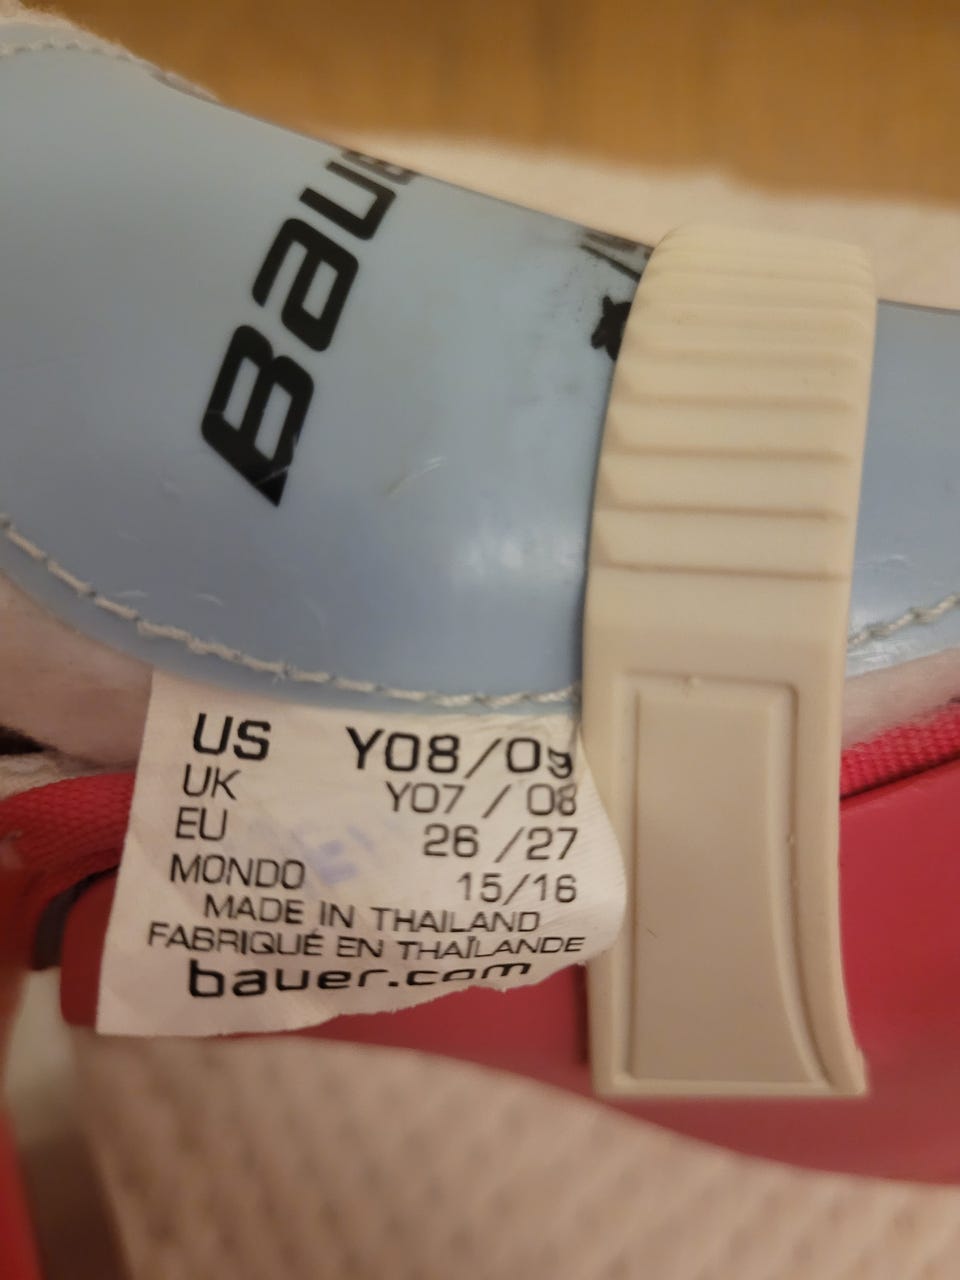 Bauer
US Y08/09
UK Y07 / 08
EU 26 /27
MONDO 15/16
MADE IN THAILAND
FABRIQUÉ EN THAÏLANDE
bauer.com